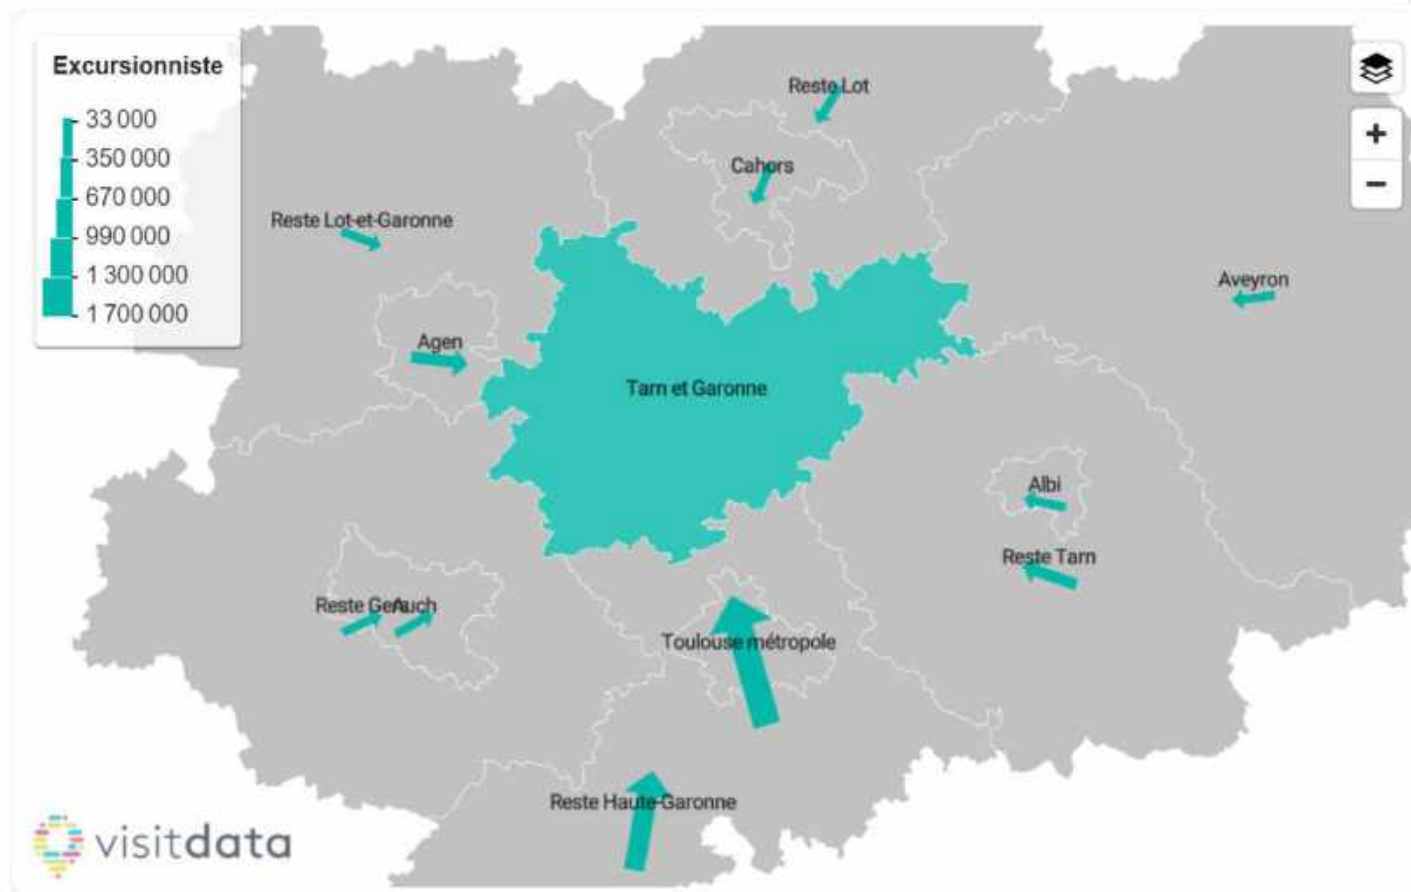 Excursionniste
33 000
350 000
670 000
990 000
1 300 000
1 700 000
Reste Lot
Cahors
Reste Lot-et-Garonne
Aveyron
Agen
Tarn et Garonne
Albi
Reste Tarn
Reste Gers
Auch
Toulouse métropole
Reste Haute-Garonne
visitdata